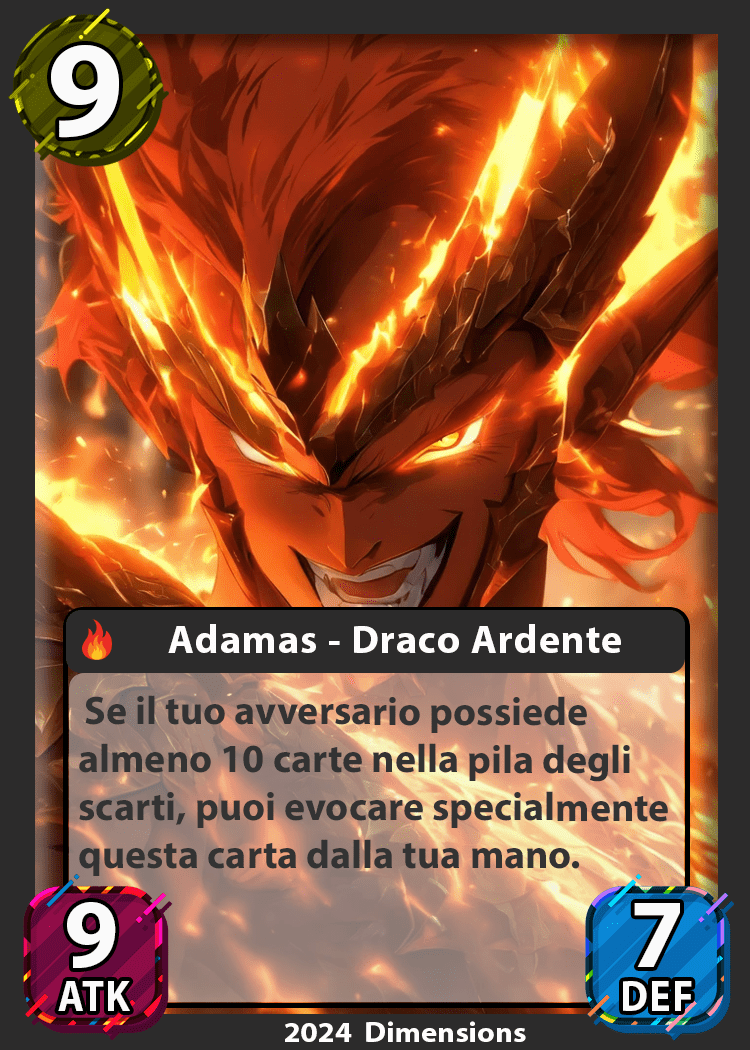 9
Adamas - Draco Ardente
Se il tuo avversario possiede
almeno 10 carte nella pila degli
scarti, puoi evocare specialmente
questa carta dalla tua mano.
9
ATK
7
DEF
2024 Dimensions